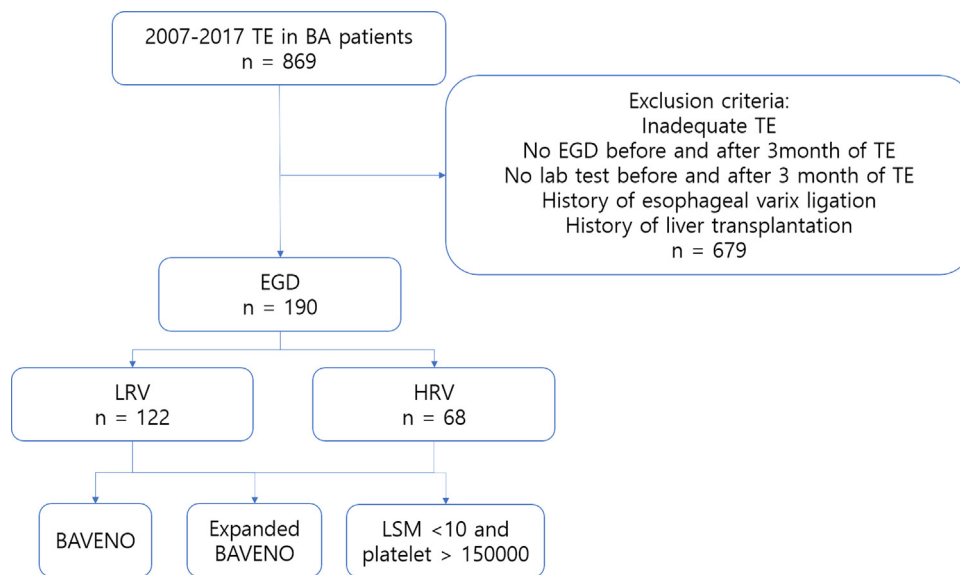 2007-2017 TE in BA patients
n = 869
Exclusion criteria:
Inadequate TE
No EGD before and after 3month of TE
No lab test before and after 3 month of TE
History of esophageal varix ligation
History of liver transplantation
n = 679
EGD
n = 190
LRV
n = 122
HRV
n = 68
BAVENO
Expanded
BAVENO
LSM <10 and
platelet > 150000